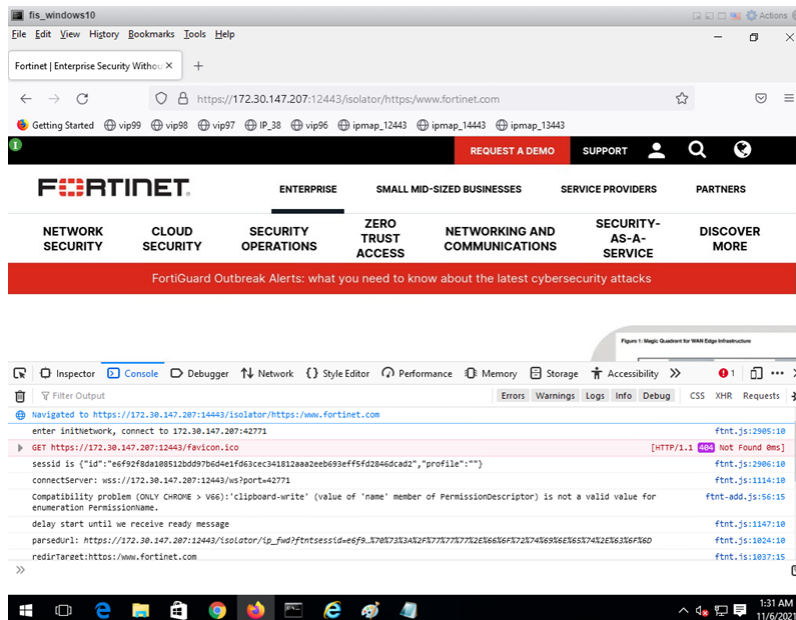 fis_windows10
Actions
File Edit View History Bookmarks Tools Help
Fortinet | Enterprise Security Withou
https://172.30.147.207:12443/isolator/https:/www.fortinet.com
Getting Started vip99 vip98 vip97 IP_38 vip96 ipmap_12443 ipmap_14443 ipmap_13443
REQUEST A DEMO SUPPORT
FORTINET
ENTERPRISE SMALL MID-SIZED BUSINESSES SERVICE PROVIDERS PARTNERS
NETWORK SECURITY CLOUD SECURITY SECURITY OPERATIONS ZERO TRUST ACCESS NETWORKING AND COMMUNICATIONS SECURITY-AS-A-SERVICE DISCOVER MORE
FortiGuard Outbreak Alerts: what you need to know about the latest cybersecurity attacks
Figure 1: Magic Quadrant for WAN Edge Infrastructure
Inspector Console Debugger Network Style Editor Performance Memory Storage Accessibility 1
Filter Output Errors Warnings Logs Info Debug CSS XHR Requests
Navigated to https://172.30.147.207:14443/isolator/https:/www.fortinet.com
enter initNetwork, connect to 172.30.147.207:42771 ftnt.js:2905:10
GET https://172.30.147.207:12443/favicon.ico [HTTP/1.1 404 Not Found 0ms]
sessid is {"id":"e6f92f8da108512bdd97b6d4e1fd63cec341812aaa2eeb693eff5fd2846dcad2","profile":""} ftnt.js:2906:10
connectServer: wss://172.30.147.207:12443/ws?port=42771 ftnt.js:1114:10
Compatibility problem (ONLY CHROME > V66):'clipboard-write' (value of 'name' member of PermissionDescriptor) is not a valid value for ftnt-add.js:56:15
enumeration PermissionName.
delay start until we receive ready message ftnt.js:1147:10
parsedUrl: https://172.30.147.207:12443/isolator/ip_fwd?ftntsessid=e6f9…%70%73%3A%2F%77%77%77%2E%66%6F%72%74%69%6E%65%74%2E%63%6F%6D ftnt.js:1024:10
redirTarget:https:/www.fortinet.com ftnt.js:1037:15
1:31 AM
11/6/2021